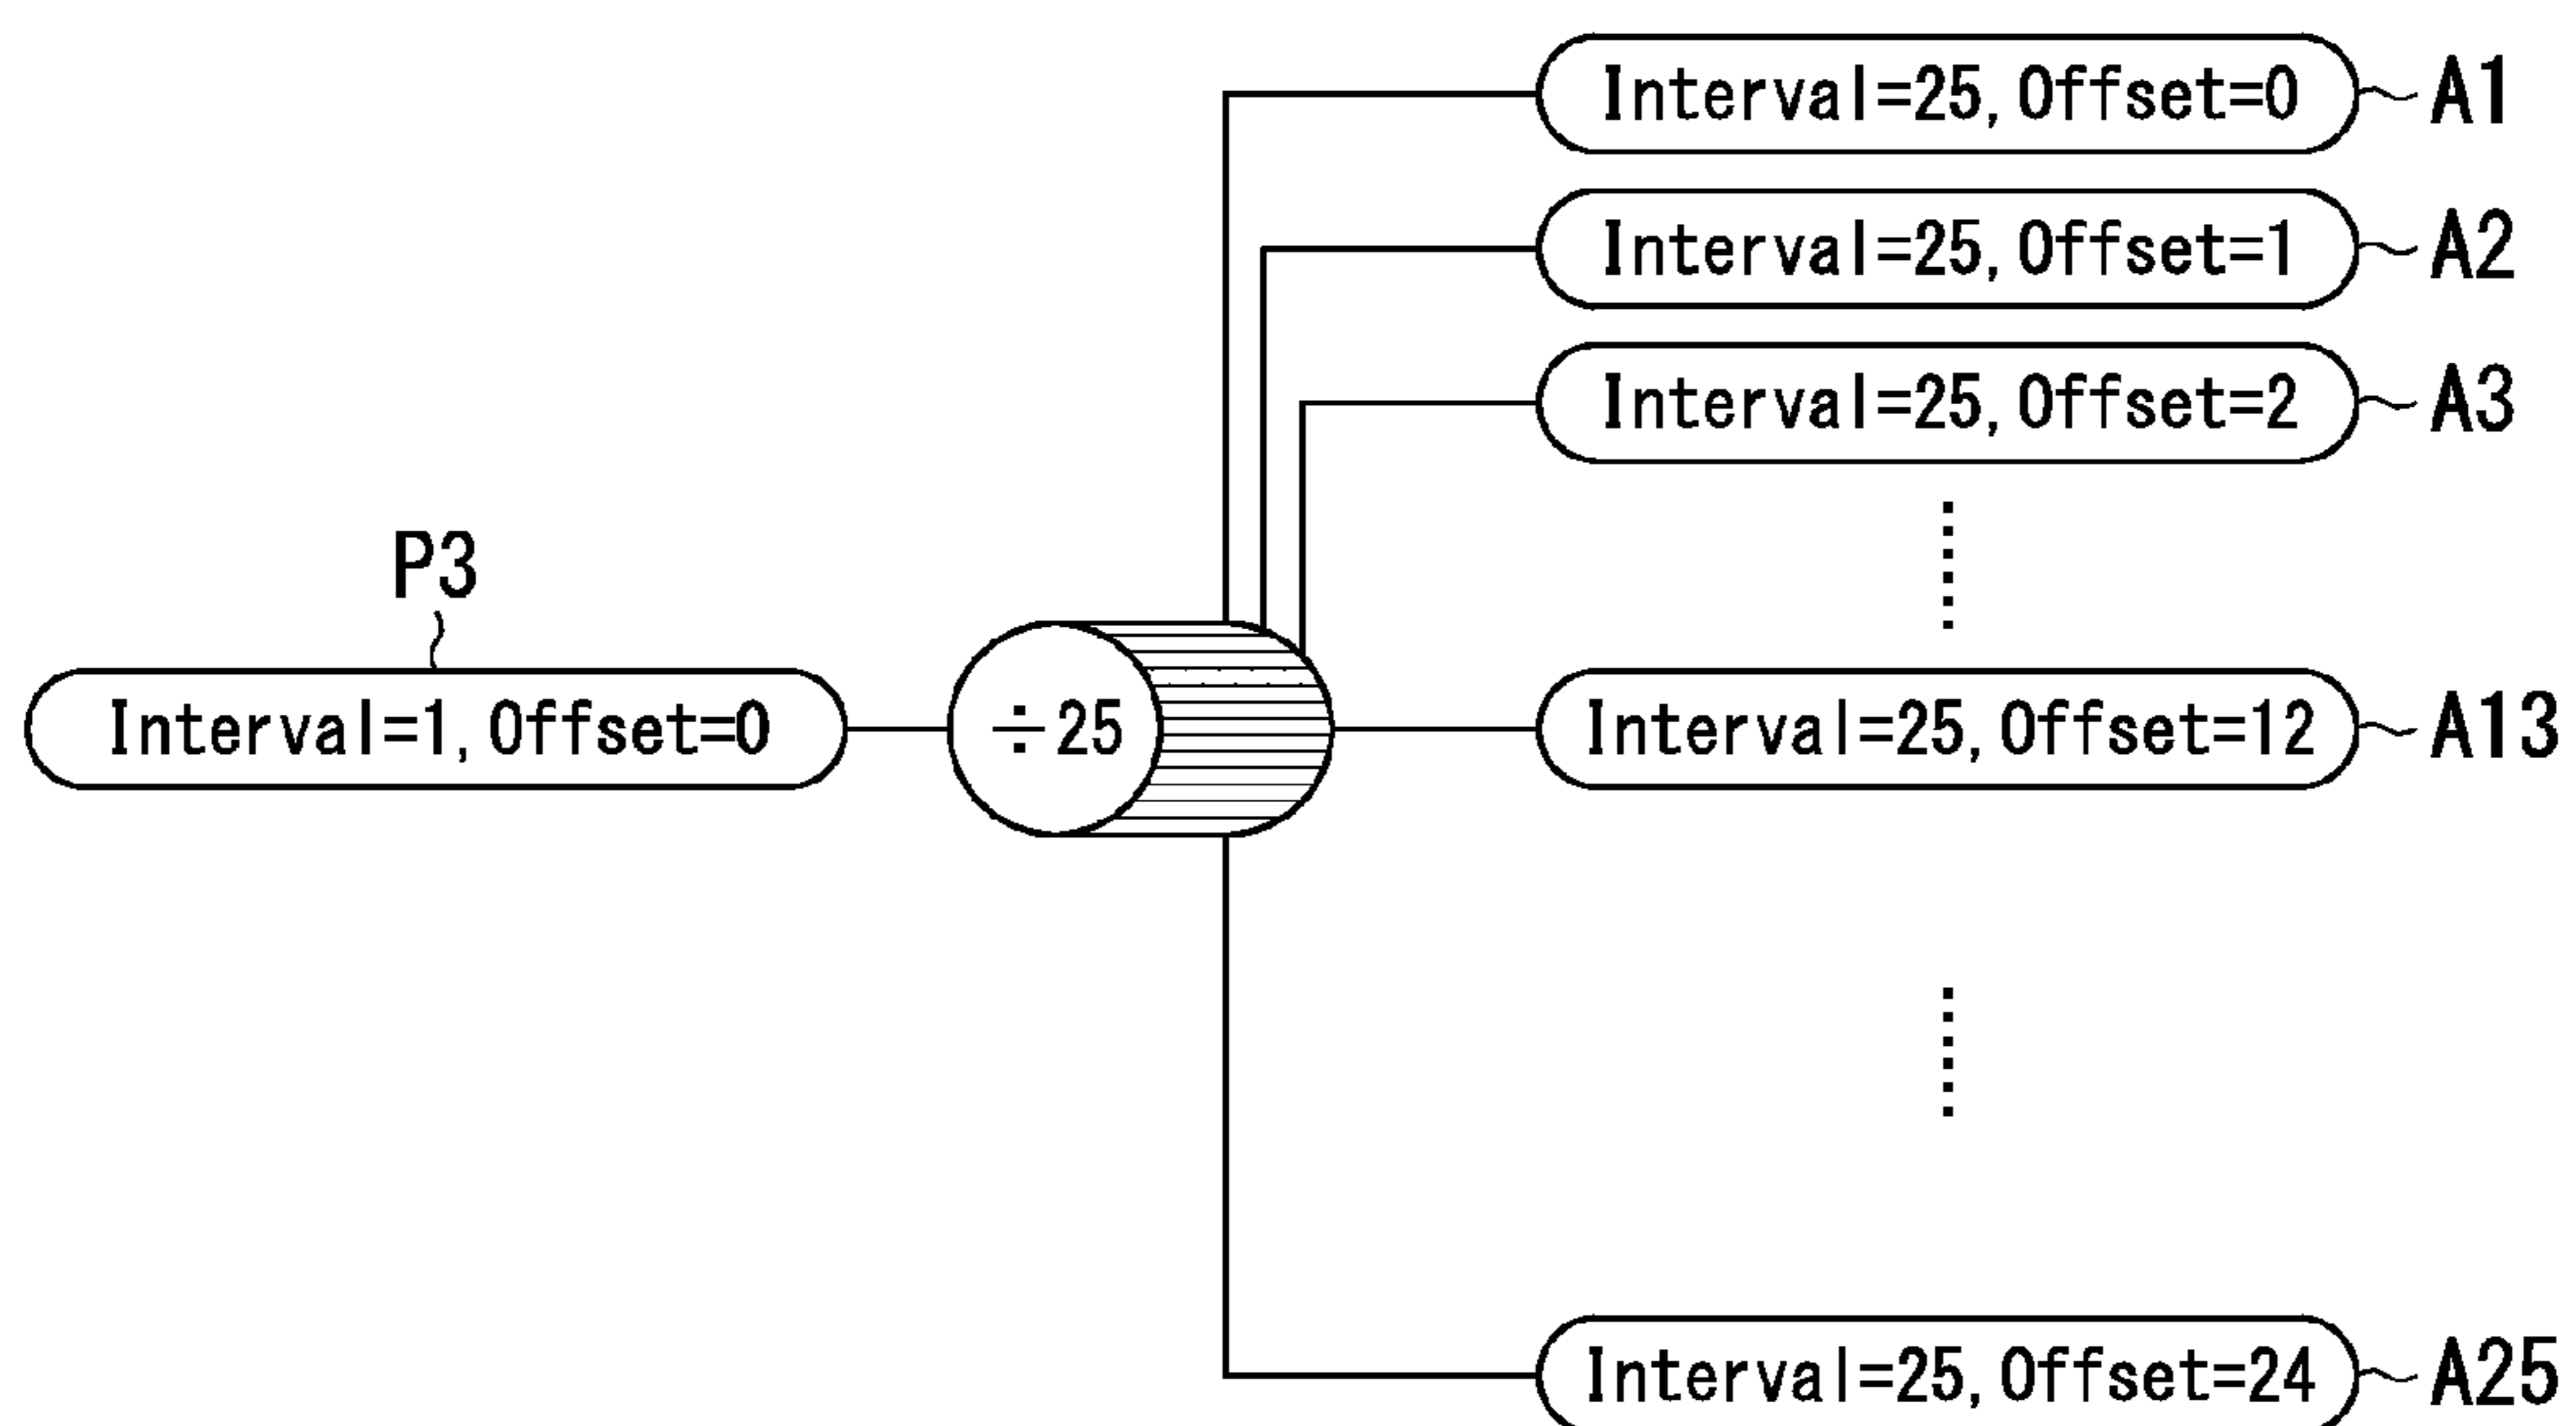 Interval=25, Offset=0 A1
Interval=25, Offset=1 A2
Interval=25, Offset=2 A3
P3
Interval=1, Offset=0
÷25
Interval=25, Offset=12 A13
Interval=25, Offset=24 A25